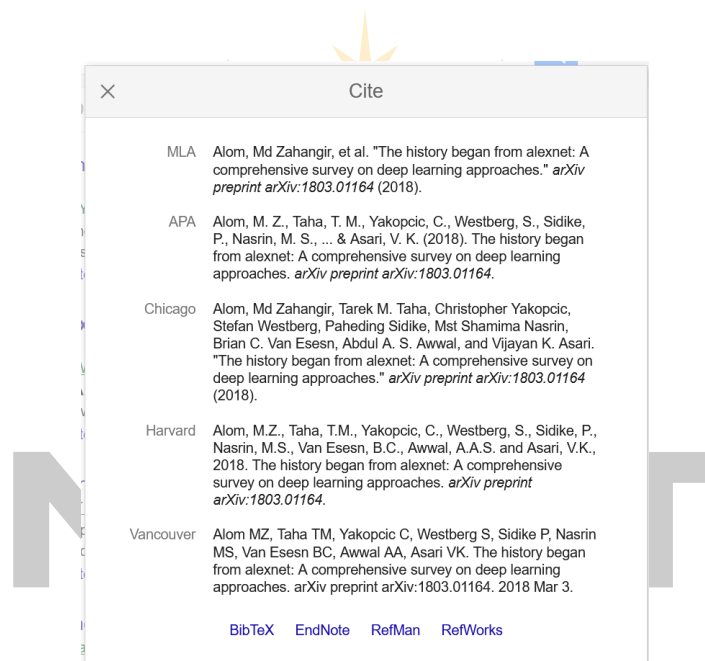 Cite
MLA Alom, Md Zahangir, et al. "The history began from alexnet: A
comprehensive survey on deep learning approaches." arXiv
preprint arXiv:1803.01164 (2018).
APA Alom, M. Z., Taha, T. M., Yakopcic, C., Westberg, S., Sidike,
P., Nasrin, M. S., ... & Asari, V. K. (2018). The history began
from alexnet: A comprehensive survey on deep learning
approaches. arXiv preprint arXiv:1803.01164.
Chicago Alom, Md Zahangir, Tarek M. Taha, Christopher Yakopcic,
Stefan Westberg, Paheding Sidike, Mst Shamima Nasrin,
Brian C. Van Esesn, Abdul A. S. Awwal, and Vijayan K. Asari.
"The history began from alexnet: A comprehensive survey on
deep learning approaches." arXiv preprint arXiv:1803.01164
(2018).
Harvard Alom, M.Z., Taha, T.M., Yakopcic, C., Westberg, S., Sidike, P.,
Nasrin, M.S., Van Esesn, B.C., Awwal, A.A.S. and Asari, V.K.,
2018. The history began from alexnet: A comprehensive
survey on deep learning approaches. arXiv preprint
arXiv:1803.01164.
Vancouver Alom MZ, Taha TM, Yakopcic C, Westberg S, Sidike P, Nasrin
MS, Van Esesn BC, Awwal AA, Asari VK. The history began
from alexnet: A comprehensive survey on deep learning
approaches. arXiv preprint arXiv:1803.01164. 2018 Mar 3.
BibTeX EndNote RefMan RefWorks